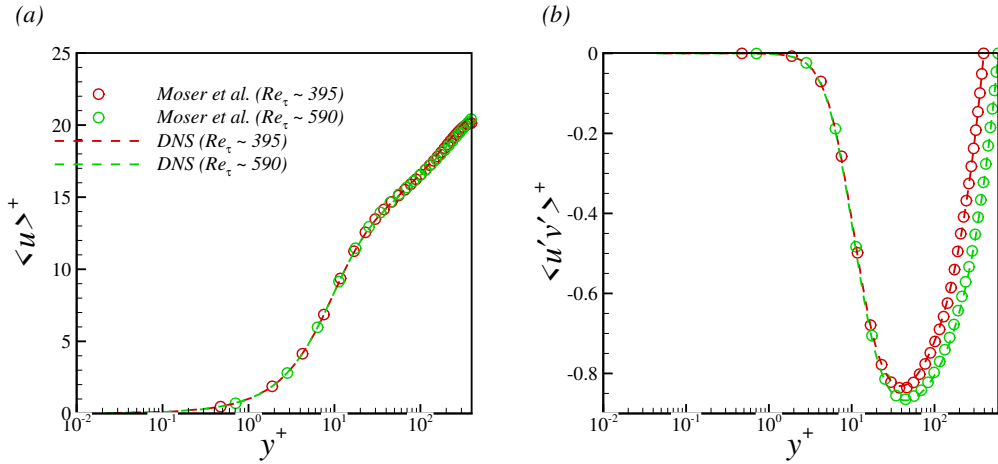 (a)
(b)
25
20
15
10
5
0
<u>⁺
Moser et al. (Reτ ~ 395)
Moser et al. (Reτ ~ 590)
DNS (Reτ ~ 395)
DNS (Reτ ~ 590)
10⁻² 10⁻¹ 10⁰ 10¹ 10²
y⁺
0
-0.2
-0.4
-0.6
-0.8
<u′v′>⁺
10⁻² 10⁻¹ 10⁰ 10¹ 10²
y⁺